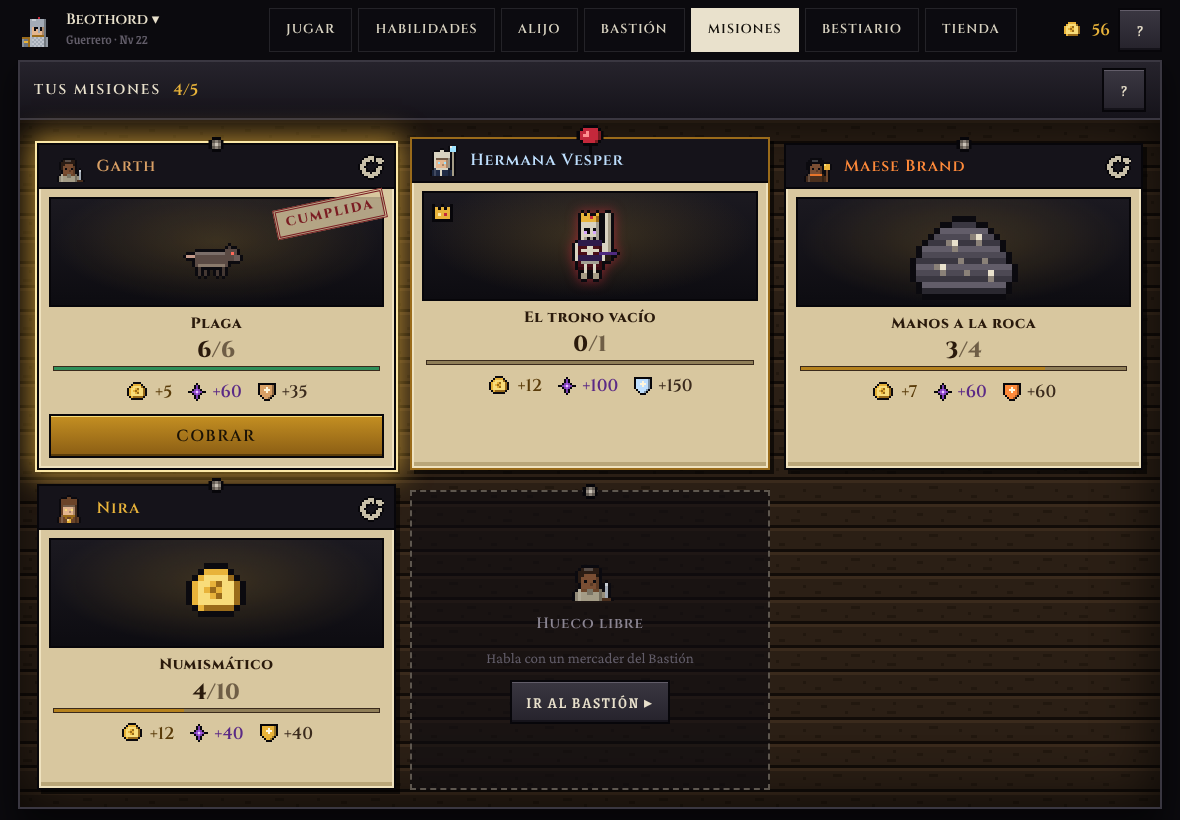 Beothord ▾
Guerrero · Nv 22
JUGAR
HABILIDADES
ALIJO
BASTIÓN
MISIONES
BESTIARIO
TIENDA
56
?
TUS MISIONES 4/5
?
Garth
CUMPLIDA
Plaga
6/6
+5 +60 +35
COBRAR
Hermana Vesper
El trono vacío
0/1
+12 +100 +150
Maese Brand
Manos a la roca
3/4
+7 +60 +60
Nira
Numismático
4/10
+12 +40 +40
Hueco libre
Habla con un mercader del Bastión
IR AL BASTIÓN ▸